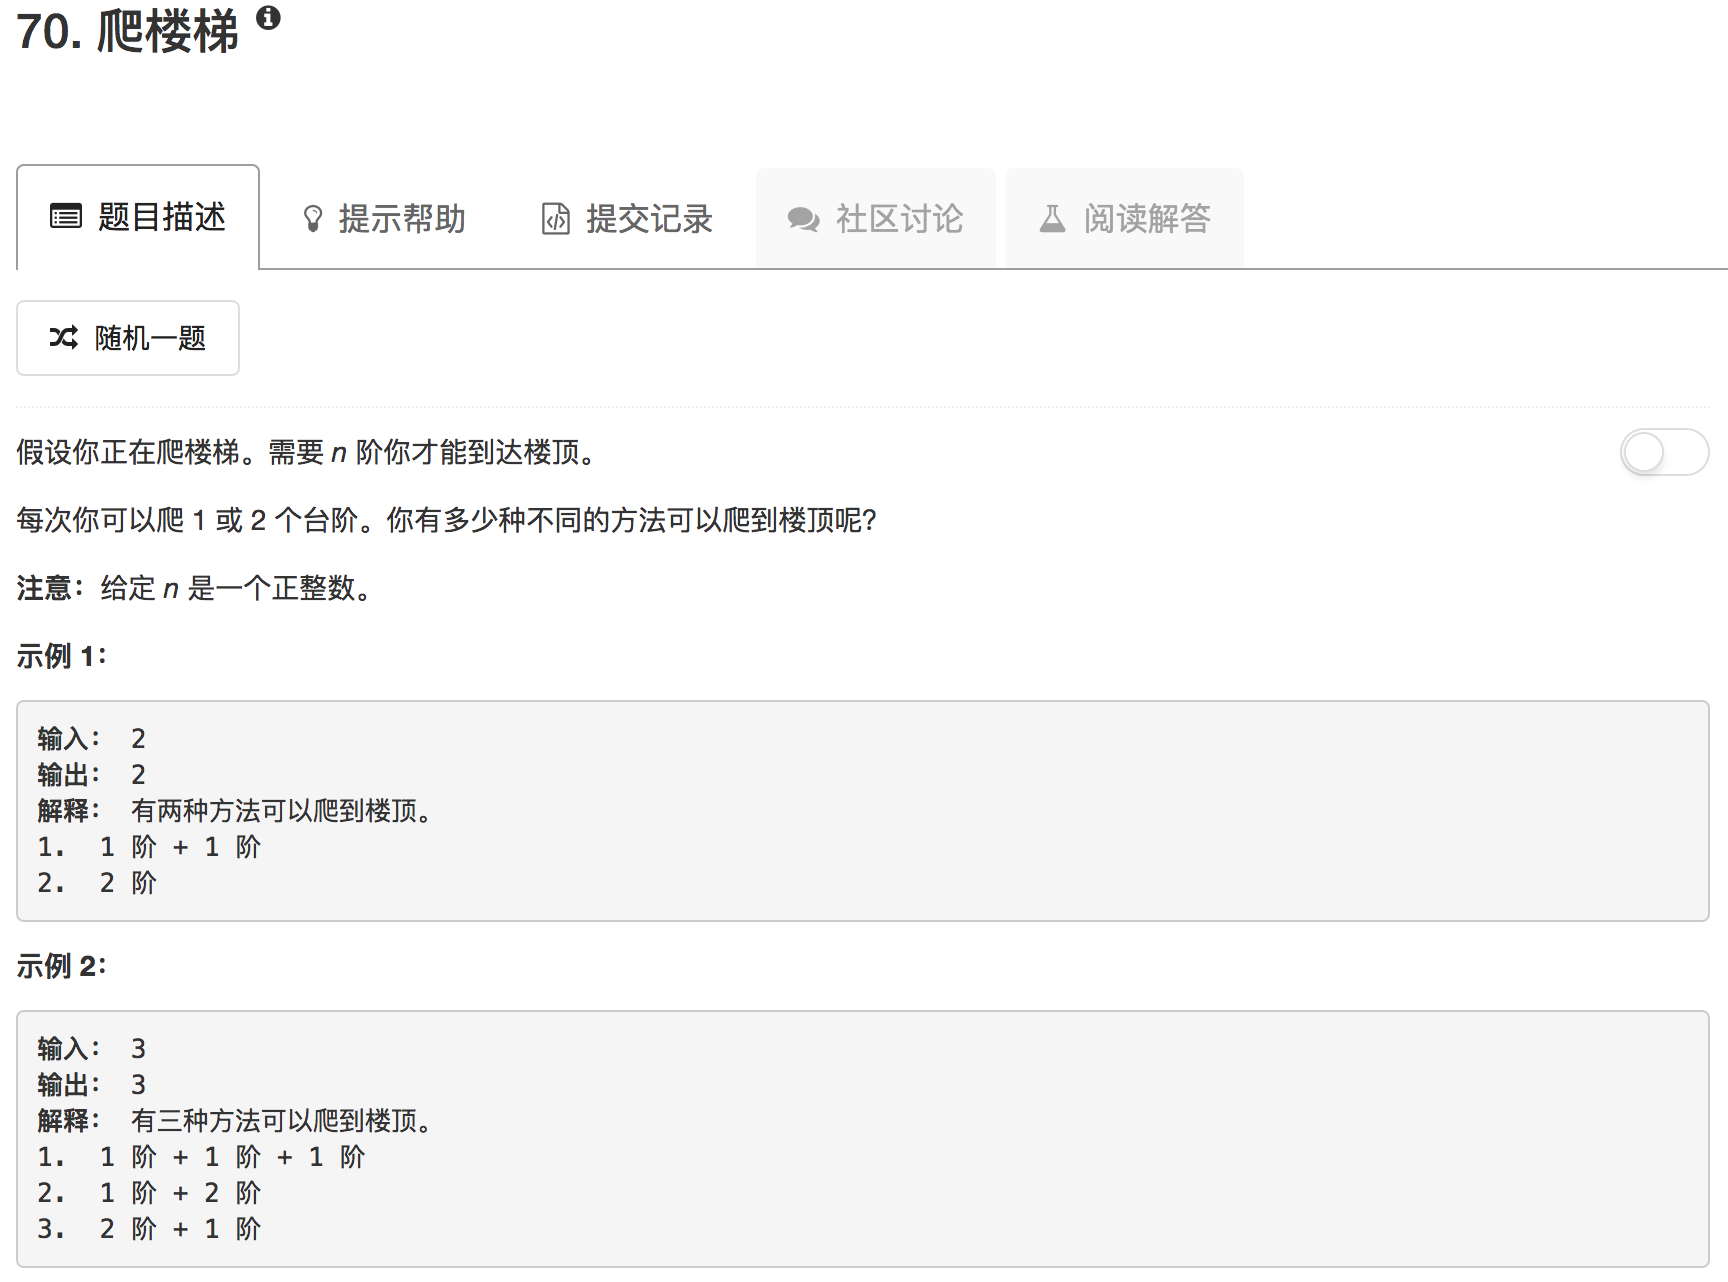 70. 爬楼梯
题目描述 提示帮助 提交记录 社区讨论 阅读解答
随机一题
假设你正在爬楼梯。需要 n 阶你才能到达楼顶。
每次你可以爬 1 或 2 个台阶。你有多少种不同的方法可以爬到楼顶呢?
注意：给定 n 是一个正整数。
示例 1：
输入： 2
输出： 2
解释： 有两种方法可以爬到楼顶。
1. 1 阶 + 1 阶
2. 2 阶
示例 2：
输入： 3
输出： 3
解释： 有三种方法可以爬到楼顶。
1. 1 阶 + 1 阶 + 1 阶
2. 1 阶 + 2 阶
3. 2 阶 + 1 阶